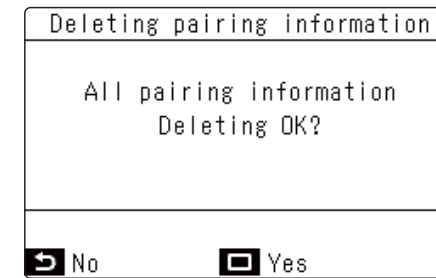 Deleting pairing information
All pairing information
Deleting OK?
No Yes